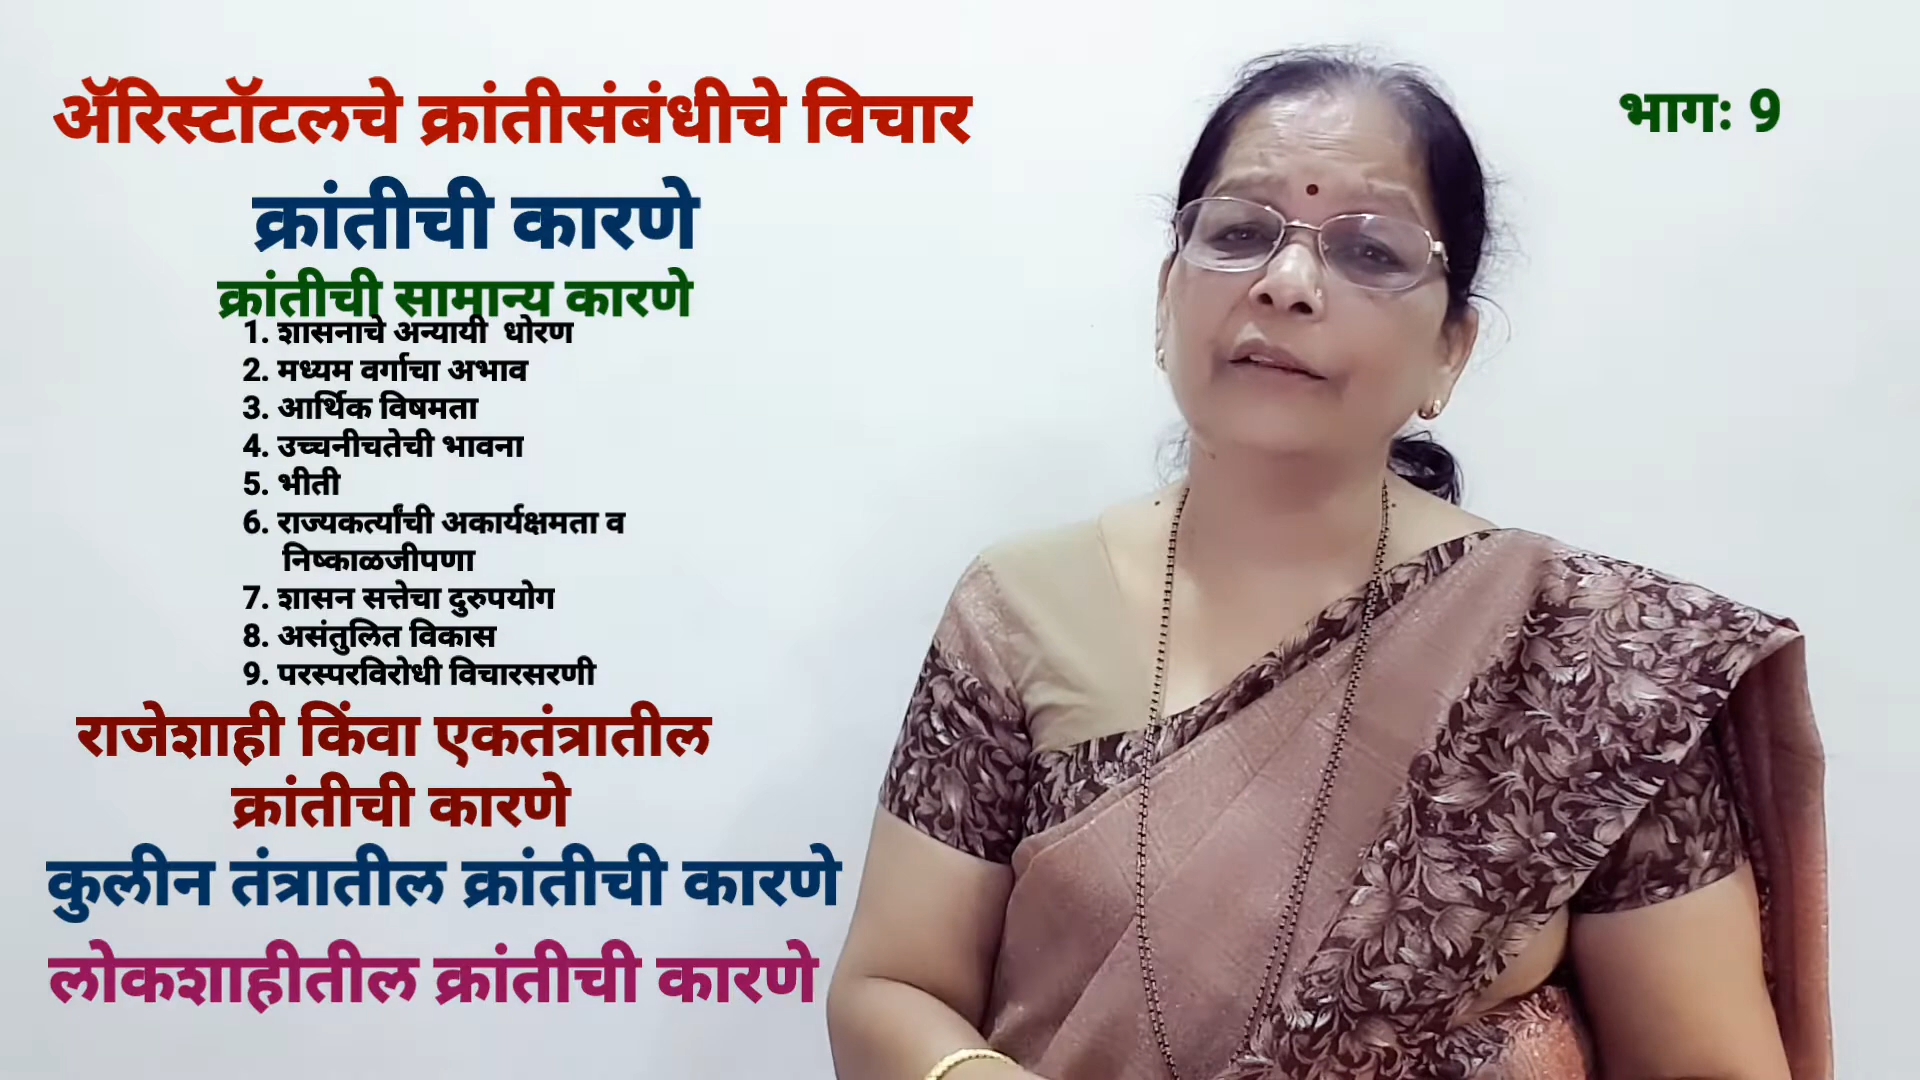 ॲरिस्टॉटलचे क्रांतीसंबंधीचे विचार
भागः 9
क्रांतीची कारणे
क्रांतीची सामान्य कारणे
1. शासनाचे अन्यायी धोरण
2. मध्यम वर्गाचा अभाव
3. आर्थिक विषमता
4. उच्चनीचतेची भावना
5. भीती
6. राज्यकर्त्यांची अकार्यक्षमता व
निष्काळजीपणा
7. शासन सत्तेचा दुरुपयोग
8. असंतुलित विकास
9. परस्परविरोधी विचारसरणी
राजेशाही किंवा एकतंत्रातील
क्रांतीची कारणे
कुलीन तंत्रातील क्रांतीची कारणे
लोकशाहीतील क्रांतीची कारणे